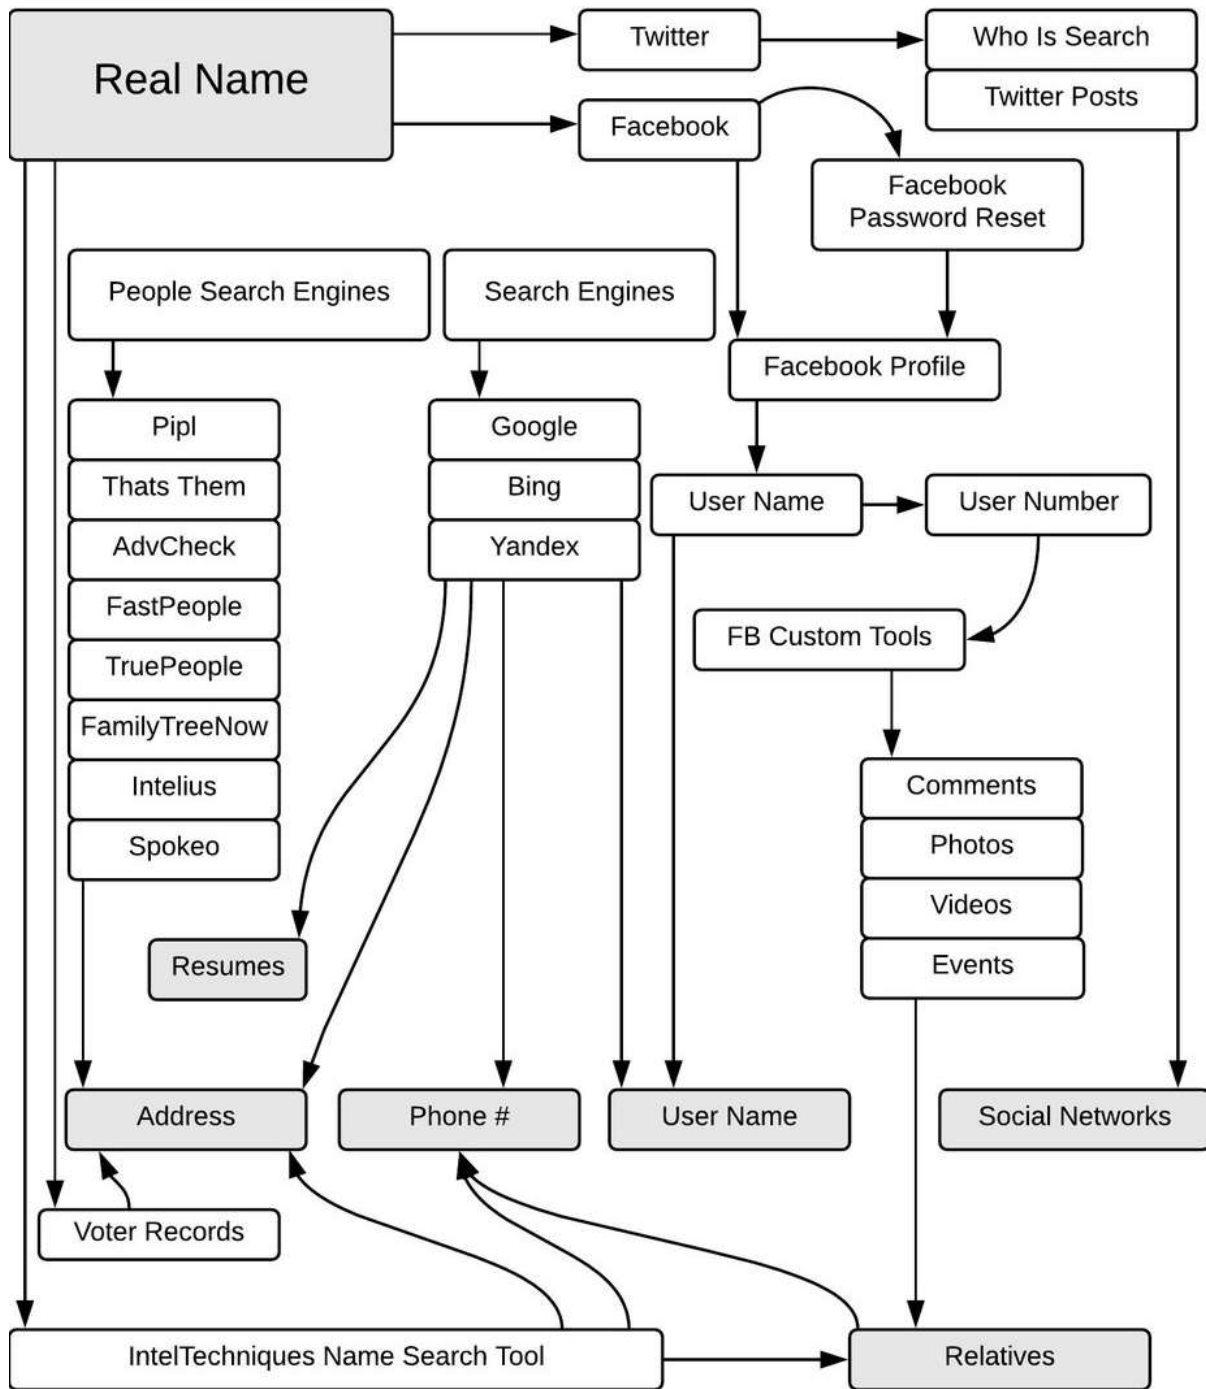 Real Name
Twitter
Who Is Search
Twitter Posts
Facebook
Facebook
Password Reset
People Search Engines
Search Engines
Facebook Profile
Pipl
Thats Them
AdvCheck
FastPeople
TruePeople
FamilyTreeNow
Intelius
Spokeo
Google
Bing
Yandex
User Name
User Number
FB Custom Tools
Comments
Photos
Videos
Events
Resumes
Address
Phone #
User Name
Social Networks
Voter Records
IntelTechniques Name Search Tool
Relatives